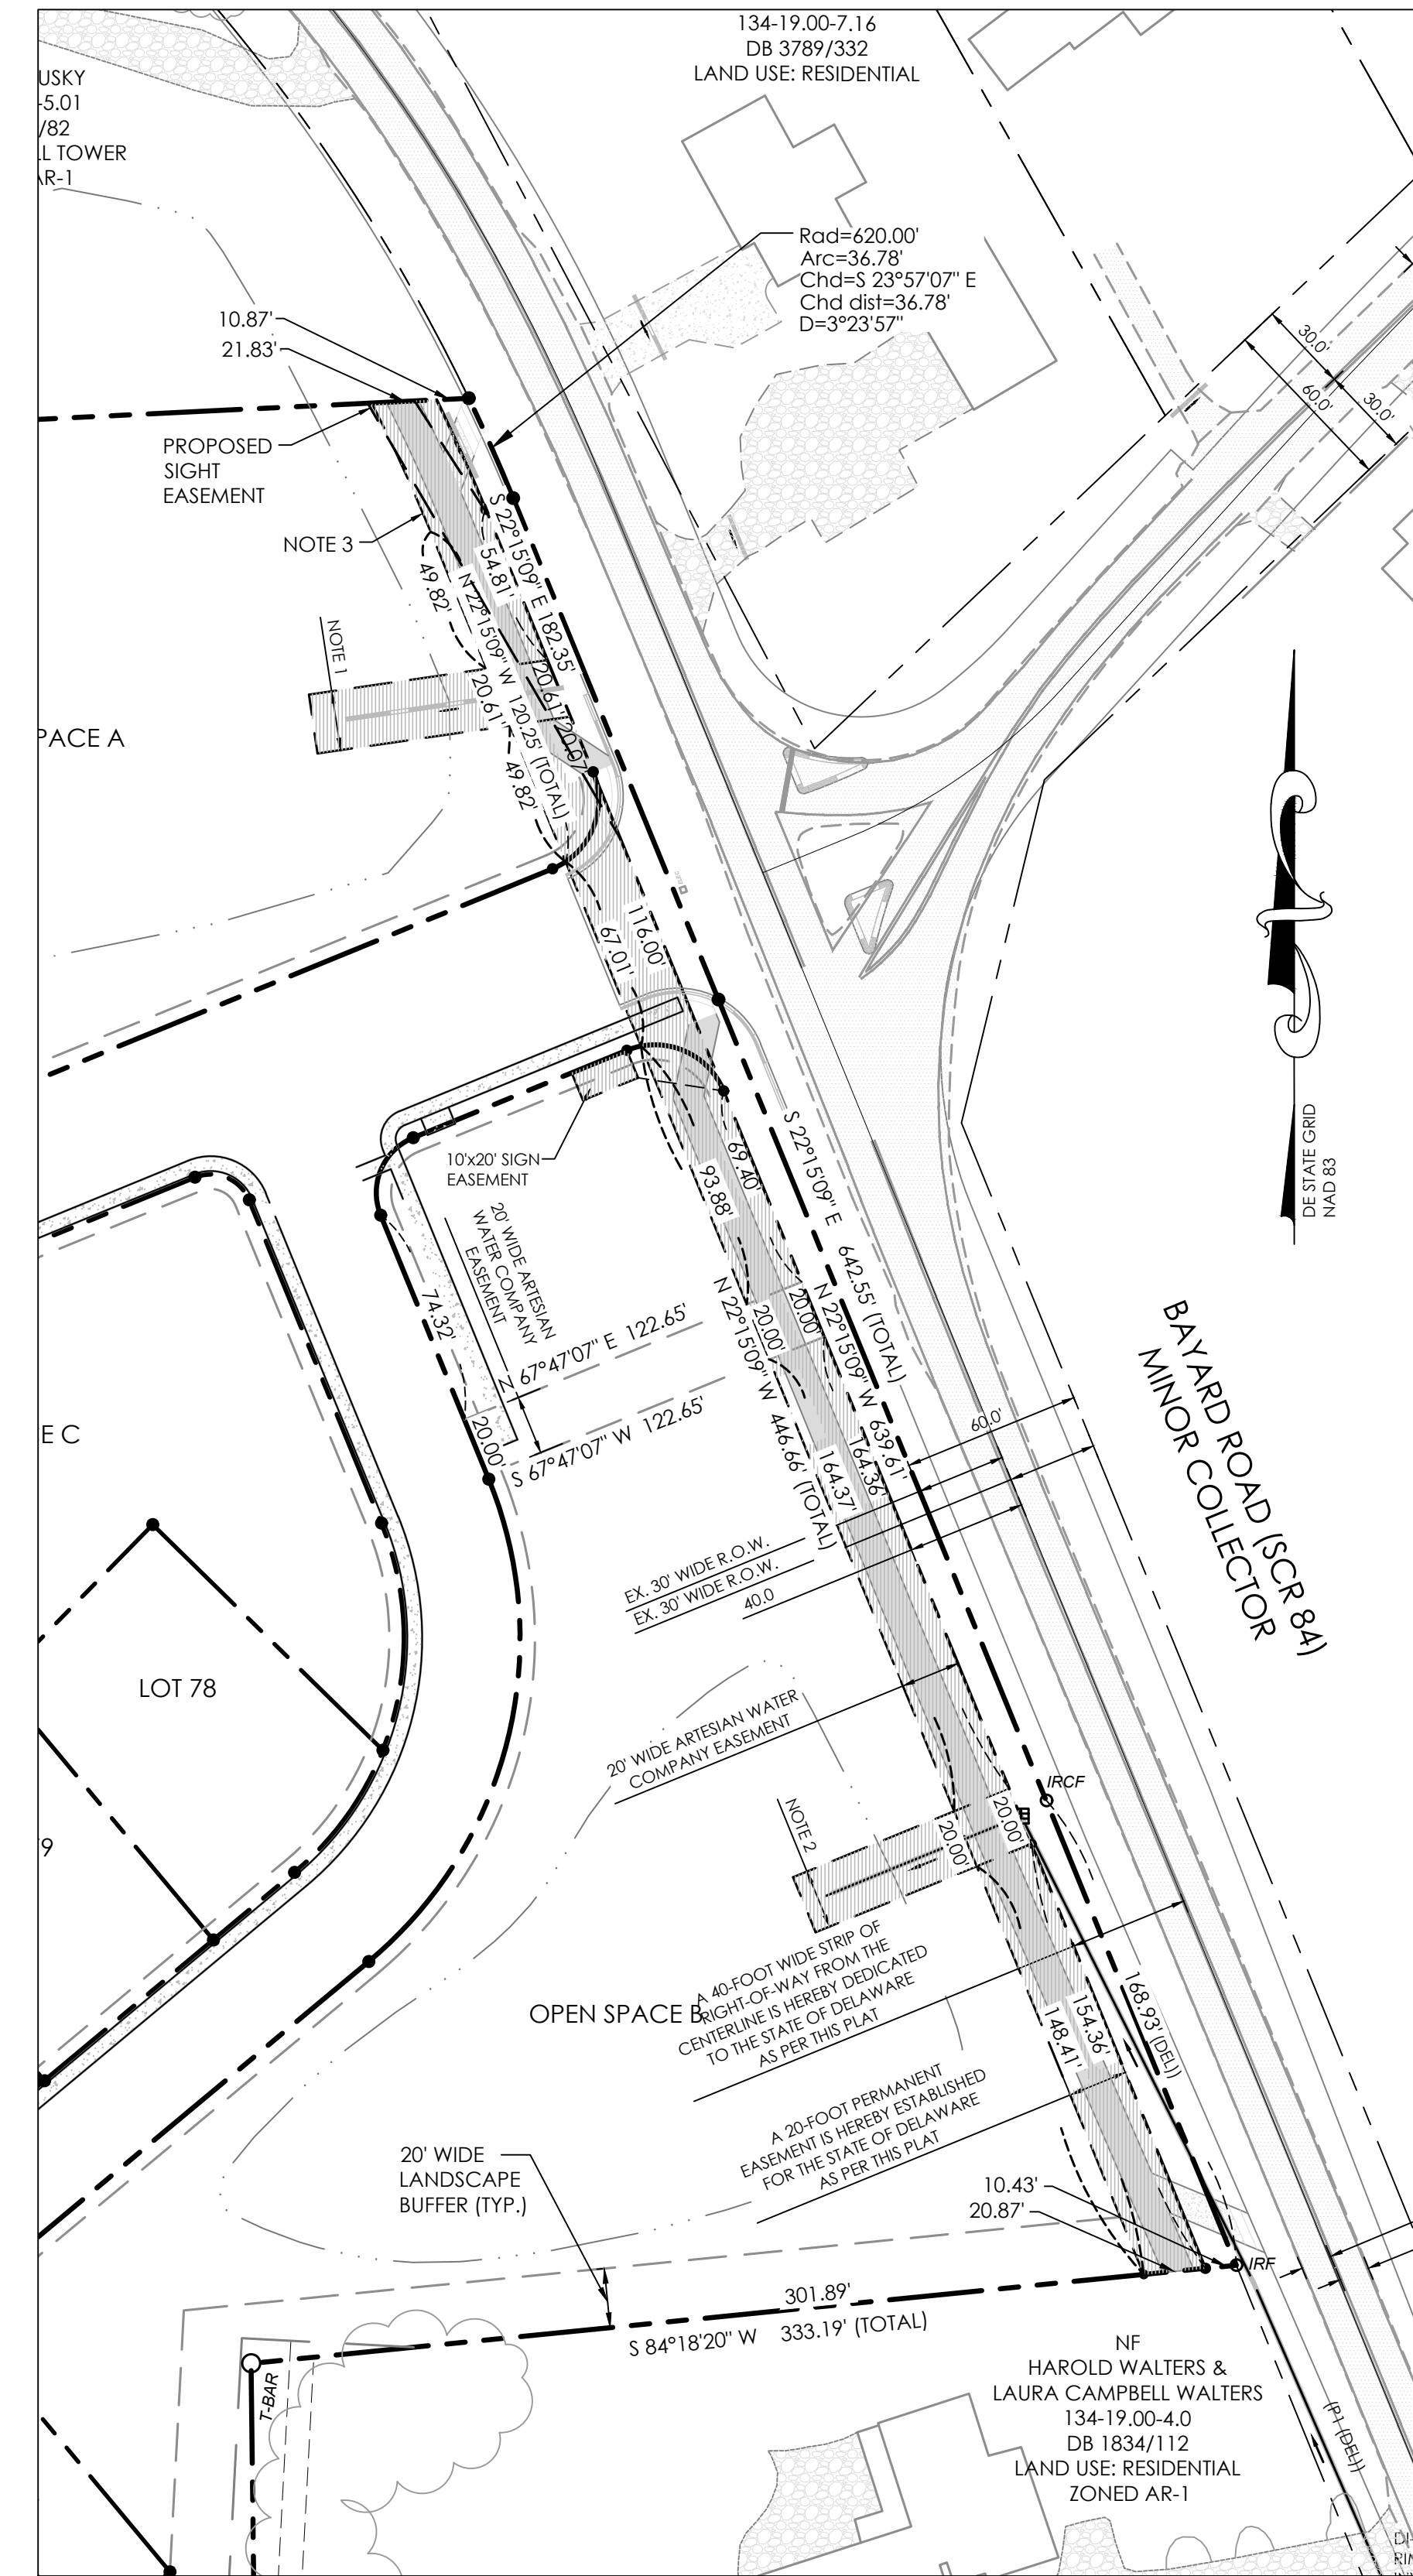 134-19.00-7.16
DB 3789/332
LAND USE: RESIDENTIAL
USKY
-5.01
/82
LL TOWER
AR-1
Rad=620.00'
Arc=36.78'
Chd=S 23°57'07" E
Chd dist=36.78'
D=3°23'57"
10.87'
21.83'
30.0'
60.0'
30.0'
PROPOSED
SIGHT
EASEMENT
NOTE 3
S 22°15'09" E 182.35'
54.81'
49.82'
N 22°15'09" W 120.25' (TOTAL)
NOTE 1
20.61'
20.61'
20.07'
49.82'
PACE A
116.00'
67.01'
DE STATE GRID
NAD 83
10'x20' SIGN
EASEMENT
69.40'
93.88'
S 22°15'09" E 642.55' (TOTAL)
20' WIDE ARTESIAN
WATER COMPANY
EASEMENT
74.32'
N 67°47'07" E 122.65'
S 67°47'07" W 122.65'
20.00'
20.00'
20.00'
N 22°15'09" W 639.61'
N 22°15'09" W 446.66' (TOTAL)
164.36'
164.37'
60.0'
BAYARD ROAD (SCR 84)
MINOR COLLECTOR
E C
EX. 30' WIDE R.O.W.
EX. 30' WIDE R.O.W.
40.0
LOT 78
20' WIDE ARTESIAN WATER
COMPANY EASEMENT
IRCF
NOTE 2
20.00'
20.00'
9
A 40-FOOT WIDE STRIP OF
RIGHT-OF-WAY FROM THE
CENTERLINE IS HEREBY DEDICATED
TO THE STATE OF DELAWARE
AS PER THIS PLAT
OPEN SPACE B
168.93' (DEL))
154.36'
148.41'
A 20-FOOT PERMANENT
EASEMENT IS HEREBY ESTABLISHED
FOR THE STATE OF DELAWARE
AS PER THIS PLAT
20' WIDE
LANDSCAPE
BUFFER (TYP.)
10.43'
20.87'
IRF
301.89'
S 84°18'20" W 333.19' (TOTAL)
T-BAR
NF
HAROLD WALTERS &
LAURA CAMPBELL WALTERS
134-19.00-4.0
DB 1834/112
LAND USE: RESIDENTIAL
ZONED AR-1
(P1 (DEL))